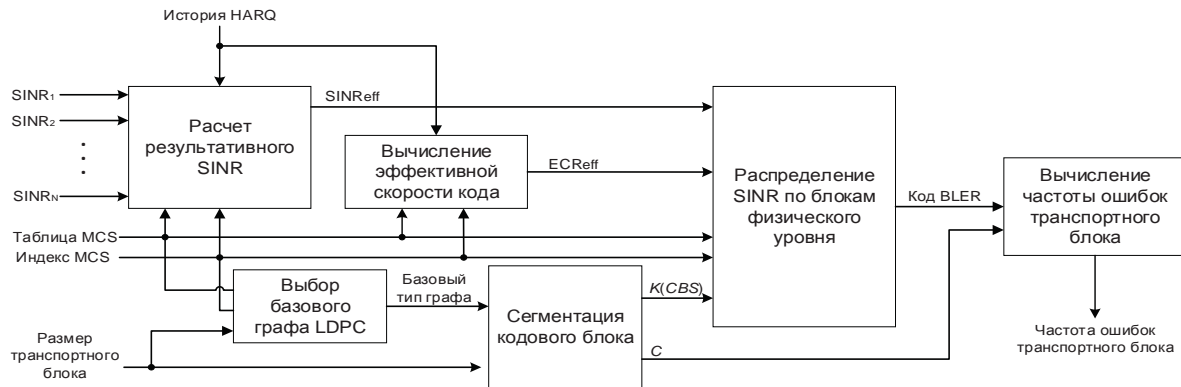 История HARQ
SINR₁
SINR₂
SINRN
Расчет
результативного
SINR
SINReff
Вычисление
эффективной
скорости кода
ECReff
Распределение
SINR по блокам
физического
уровня
Код BLER
Вычисление
частоты ошибок
транспортного
блока
Таблица MCS
Индекс MCS
Выбор
базового
графа LDPC
Базовый
тип графа
Сегментация
кодового блока
K(CBS)
C
Размер
транспортного
блока
Частота ошибок
транспортного блока